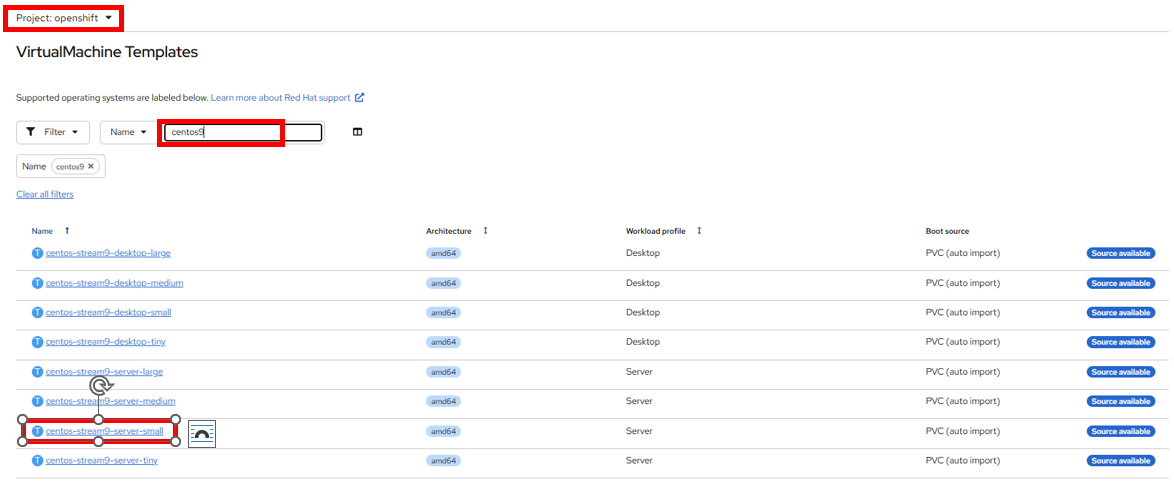 Project: openshift
VirtualMachine Templates
Supported operating systems are labeled below. Learn more about Red Hat support
Filter Name centos9
Name centos9
Clear all filters
Name Architecture Workload profile Boot source
T centos-stream9-desktop-large amd64 Desktop PVC (auto import) Source available
T centos-stream9-desktop-medium amd64 Desktop PVC (auto import) Source available
T centos-stream9-desktop-small amd64 Desktop PVC (auto import) Source available
T centos-stream9-desktop-tiny amd64 Desktop PVC (auto import) Source available
T centos-stream9-server-large amd64 Server PVC (auto import) Source available
T centos-stream9-server-medium amd64 Server PVC (auto import) Source available
T centos-stream9-server-small amd64 Server PVC (auto import) Source available
T centos-stream9-server-tiny amd64 Server PVC (auto import) Source available